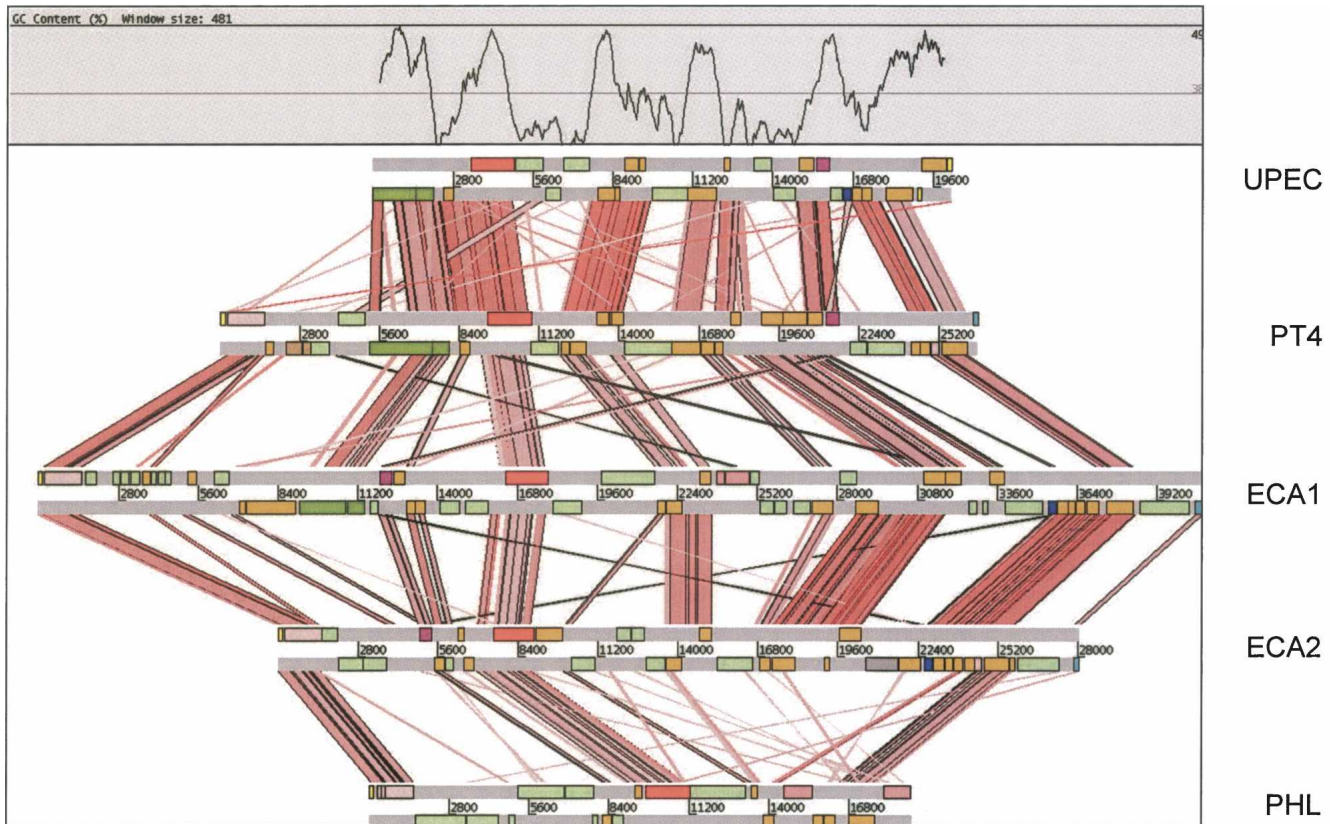 GC Content (%) Window size: 481
49
38
UPEC
2800 5600 8400 11200 14000 16800 19600
PT4
2800 5600 8400 11200 14000 16800 19600 22400 25200
ECA1
2800 5600 8400 11200 14000 16800 19600 22400 25200 28000 30800 33600 36400 39200
ECA2
2800 5600 8400 11200 14000 16800 19600 22400 25200 28000
PHL
2800 5600 8400 11200 14000 16800